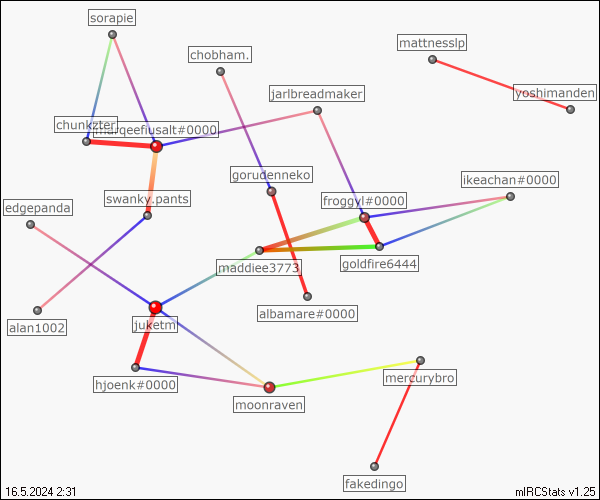 sorapie
mattnesslp
chobham.
yoshimanden
jarlbreadmaker
chunkzter
marqeefiusalt#0000
gorudenneko
ikeachan#0000
swanky.pants
froggyl#0000
edgepanda
maddiee3773
goldfire6444
albamare#0000
alan1002
juketm
mercurybro
hjoenk#0000
moonraven
fakedingo
16.5.2024 2:31
mIRCStats v1.25